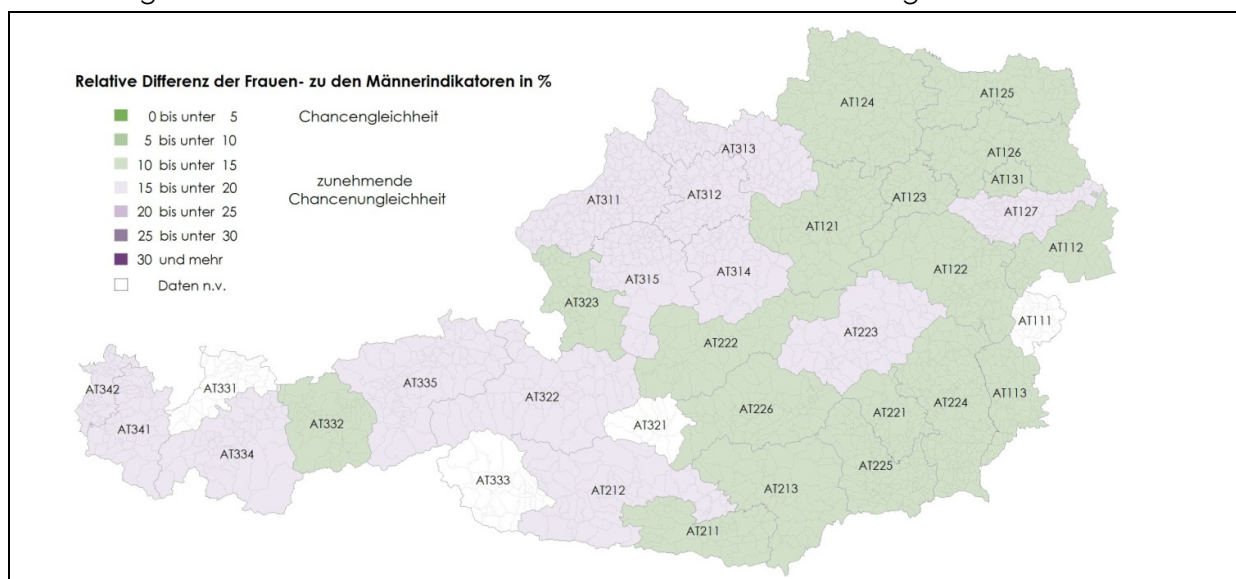 Relative Differenz der Frauen- zu den Männerindikatoren in %
0 bis unter 5 Chancengleichheit
5 bis unter 10
10 bis unter 15
15 bis unter 20 zunehmende
20 bis unter 25 Chancenungleichheit
25 bis unter 30
30 und mehr
Daten n.v.
AT124
AT125
AT126
AT131
AT123
AT127
AT121
AT112
AT122
AT111
AT313
AT312
AT311
AT315
AT314
AT323
AT223
AT222
AT335
AT322
AT321
AT226
AT221
AT224
AT113
AT225
AT213
AT212
AT211
AT333
AT332
AT331
AT342
AT341
AT334